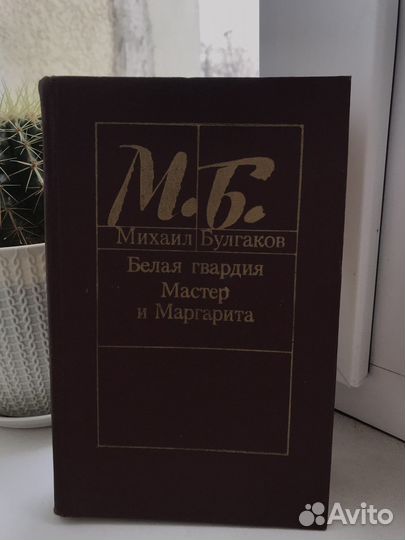 М.Б.
Михаил Булгаков
Белая гвардия
Мастер
и Маргарита
Avito